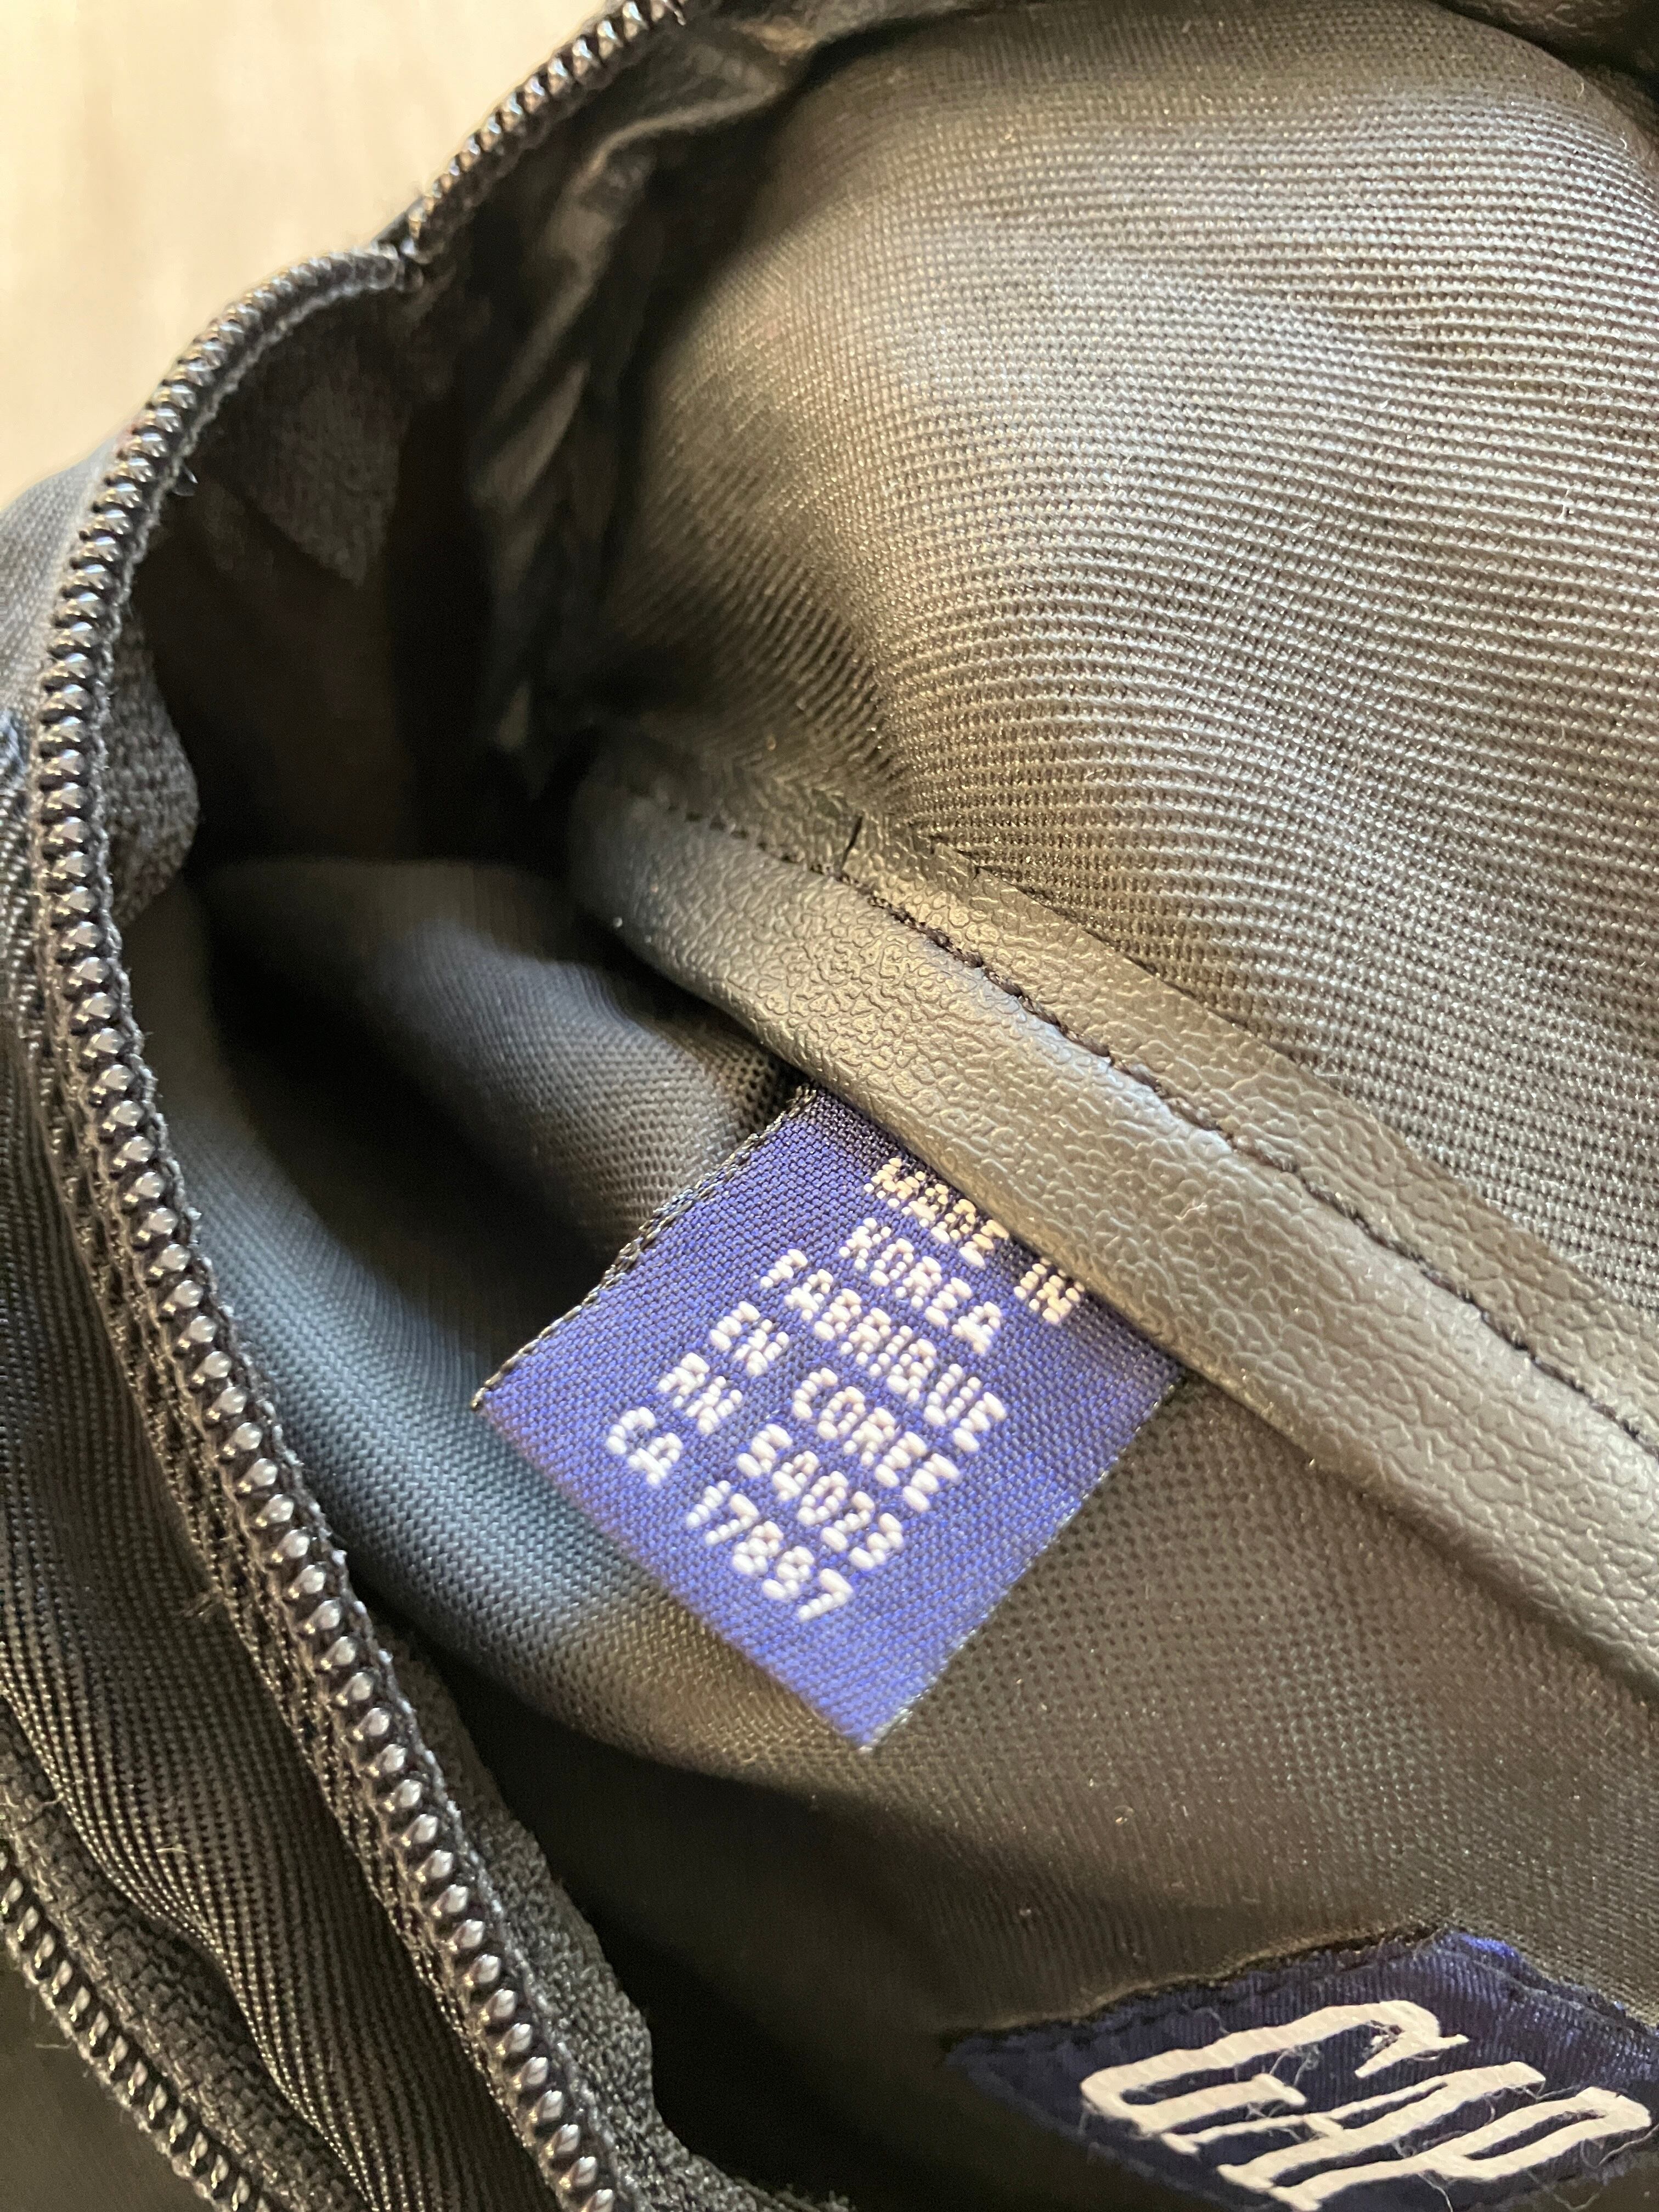 MADE IN
KOREA
FABRIQUE
EN COREE
RN 54023
CA 17897
GAP